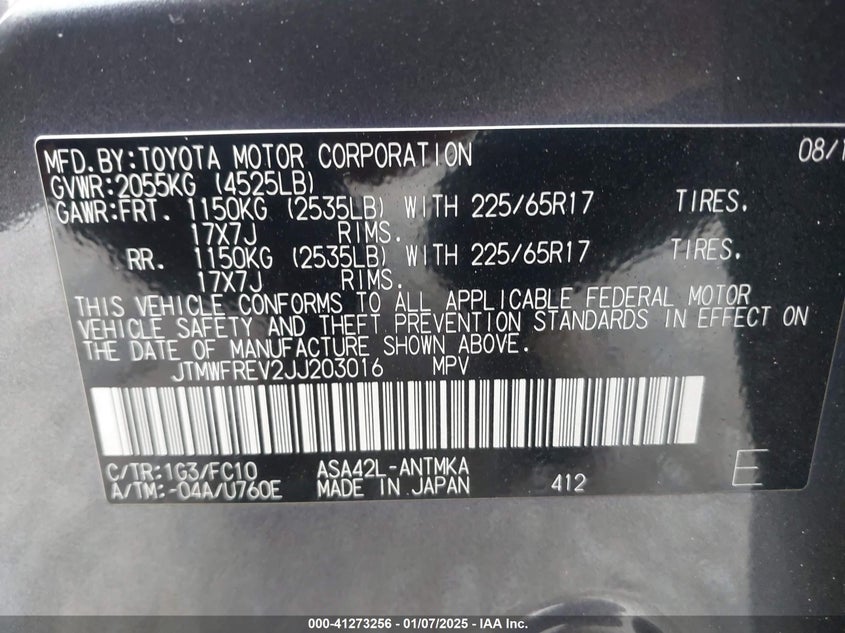 MFD.BY:TOYOTA MOTOR CORPORATION 08/1
GVWR:2055KG (4525LB)
GAWR:FRT. 1150KG (2535LB) WITH 225/65R17 TIRES.
17X7J RIMS.
RR. 1150KG (2535LB) WITH 225/65R17 TIRES.
17X7J RIMS.
THIS VEHICLE CONFORMS TO ALL APPLICABLE FEDERAL MOTOR
VEHICLE SAFETY AND THEFT PREVENTION STANDARDS IN EFFECT ON
THE DATE OF MANUFACTURE SHOWN ABOVE.
JTMWFREV2JJ203016 MPV
C/TR:1G3/FC10 ASA42L-ANTMKA
A/TM:-04A/U760E MADE IN JAPAN 412 E
000-41273256 - 01/07/2025 - IAA Inc.